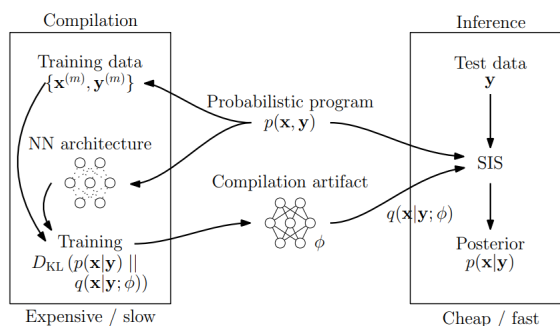 Compilation
Training data
{x^(m), y^(m)}
NN architecture
Training
D_KL (p(x|y) ||
q(x|y; ϕ))
Expensive / slow
Probabilistic program
p(x, y)
Compilation artifact
ϕ
q(x|y; ϕ)
Inference
Test data
y
SIS
Posterior
p(x|y)
Cheap / fast